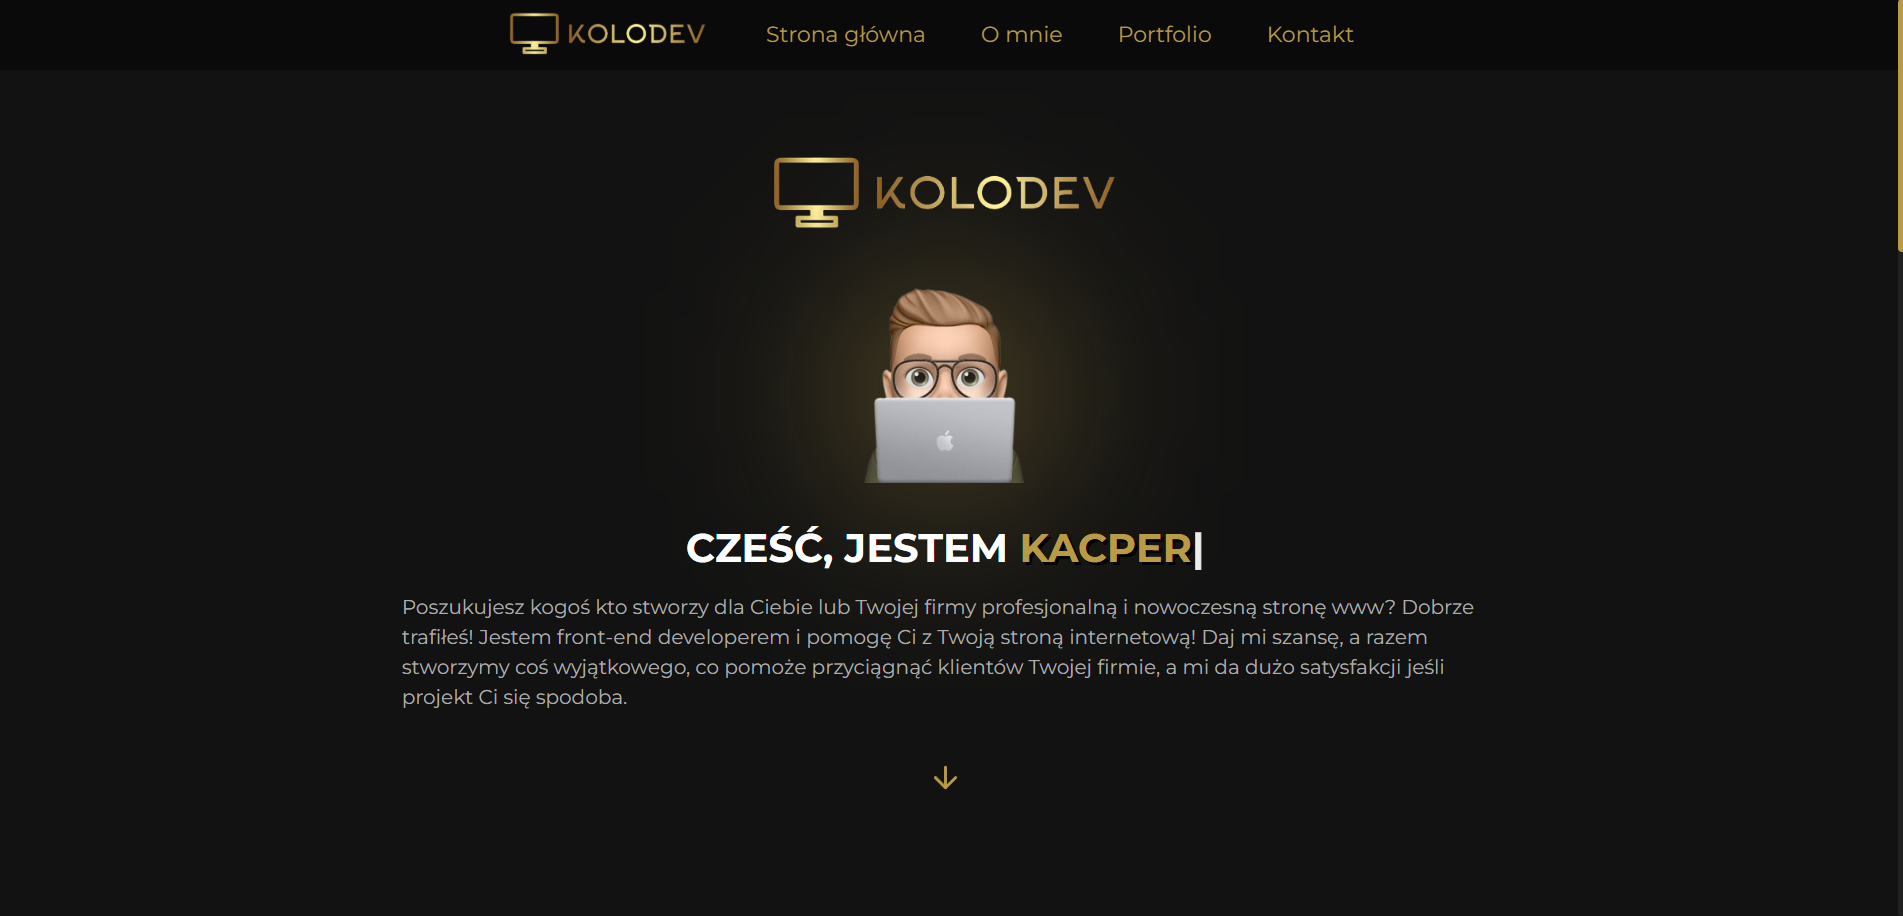 KOLODEV
Strona główna
O mnie
Portfolio
Kontakt
KOLODEV
CZEŚĆ, JESTEM KACPER|
Poszukujesz kogoś kto stworzy dla Ciebie lub Twojej firmy profesjonalną i nowoczesną stronę www? Dobrze
trafiłeś! Jestem front-end developerem i pomogę Ci z Twoją stroną internetową! Daj mi szansę, a razem
stworzymy coś wyjątkowego, co pomoże przyciągnąć klientów Twojej firmie, a mi da dużo satysfakcji jeśli
projekt Ci się spodoba.